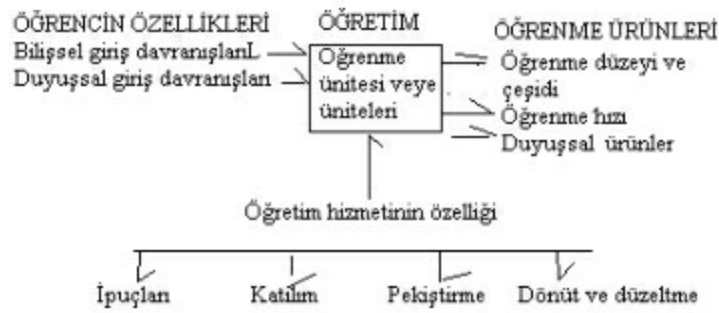 ÖĞRENCİN ÖZELLİKLERİ
Bilişsel giriş davranışlarıL
Duyuşsal giriş davranışları
ÖĞRETİM
Öğrenme
ünitesi veye
üniteleri
ÖĞRENME ÜRÜNLERİ
Öğrenme düzeyi ve
çeşidi
Öğrenme hızı
Duyuşsal ürünler
Öğretim hizmetinin özelliği
İpuçları
Katılım
Pekiştirme
Dönüt ve düzeltme